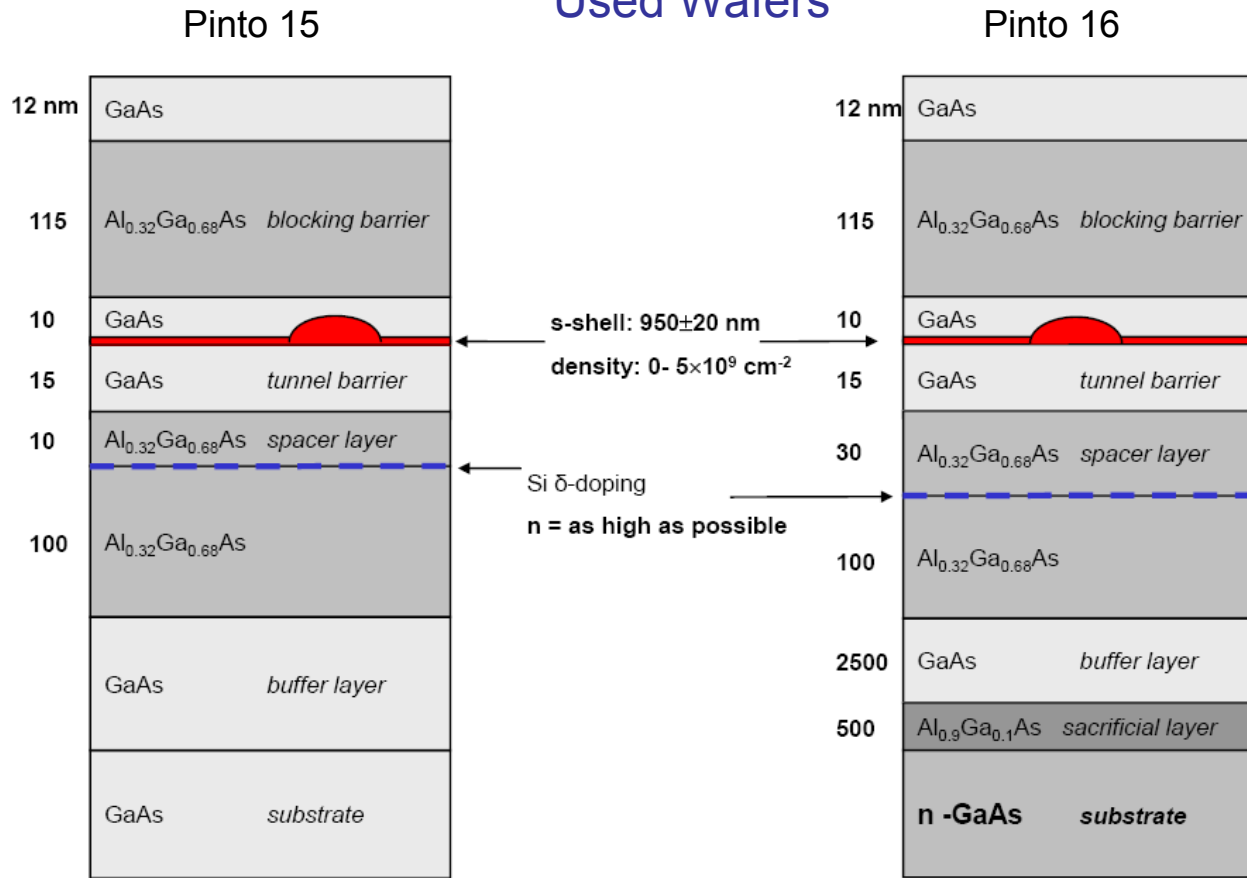 Used Wafers
Pinto 15
Pinto 16
12 nm
GaAs
115
Al0.32Ga0.68As blocking barrier
10
GaAs
15
GaAs tunnel barrier
10
Al0.32Ga0.68As spacer layer
100
Al0.32Ga0.68As
GaAs buffer layer
GaAs substrate
s-shell: 950±20 nm
density: 0- 5×10⁹ cm⁻²
Si δ-doping
n = as high as possible
12 nm
GaAs
115
Al0.32Ga0.68As blocking barrier
10
GaAs
15
GaAs tunnel barrier
30
Al0.32Ga0.68As spacer layer
100
Al0.32Ga0.68As
2500
GaAs buffer layer
500
Al0.9Ga0.1As sacrificial layer
n -GaAs substrate